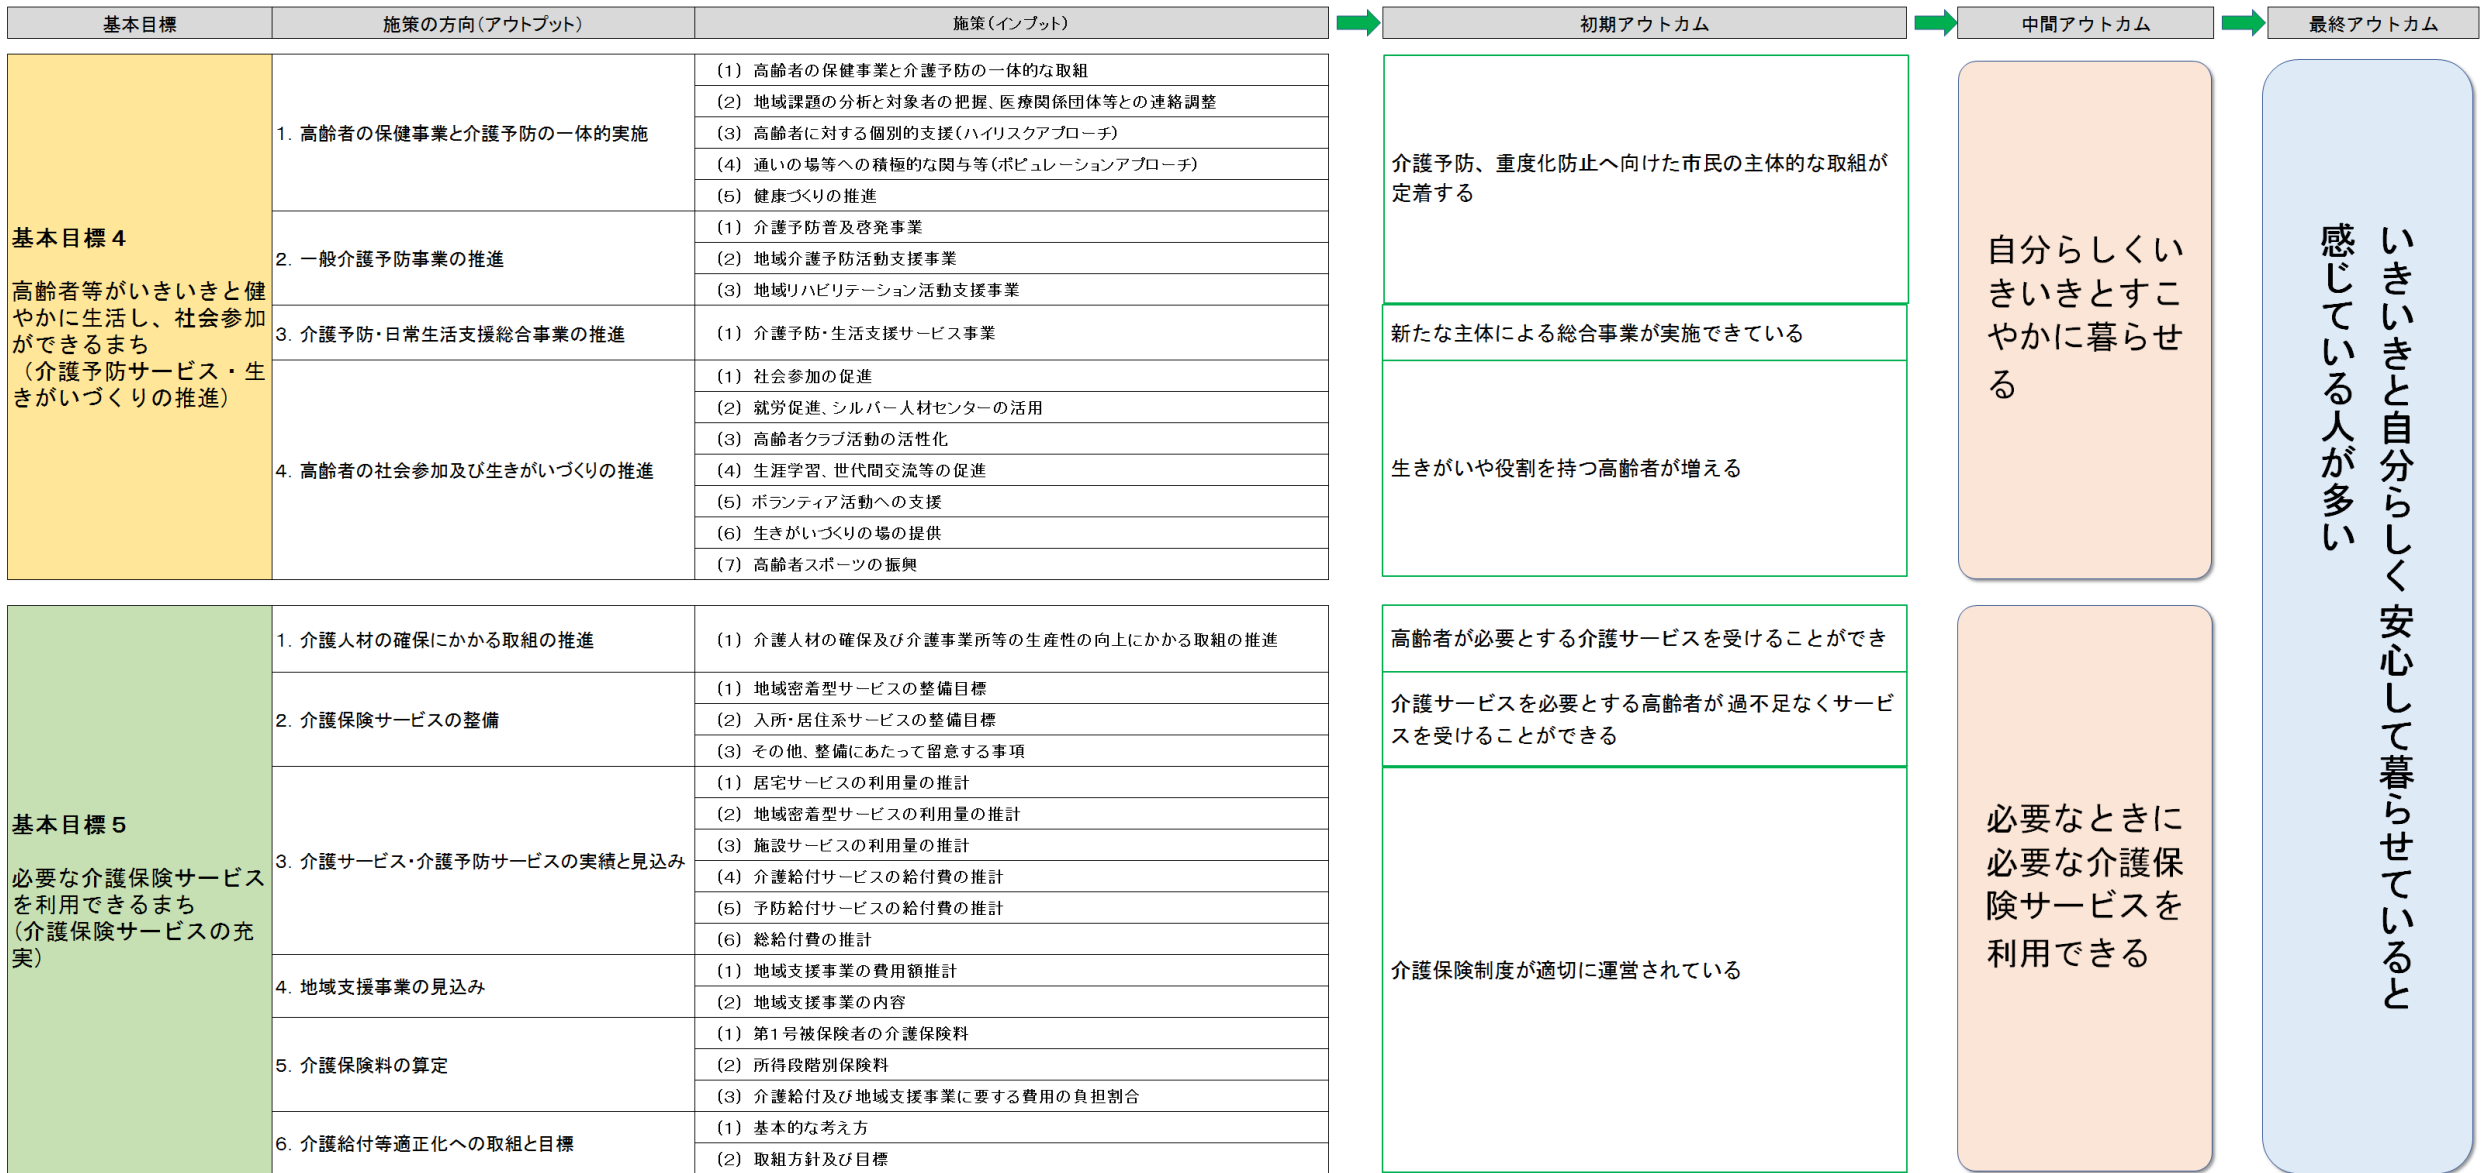 基本目標
施策の方向(アウトプット)
施策(インプット)
初期アウトカム
中間アウトカム
最終アウトカム
基本目標４
高齢者等がいきいきと健
やかに生活し、社会参加
ができるまち
（介護予防サービス・生
きがいづくりの推進）
1. 高齢者の保健事業と介護予防の一体的実施
(1) 高齢者の保健事業と介護予防の一体的な取組
(2) 地域課題の分析と対象者の把握、医療関係団体等との連絡調整
(3) 高齢者に対する個別的支援(ハイリスクアプローチ)
(4) 通いの場等への積極的な関与等(ポピュレーションアプローチ)
(5) 健康づくりの推進
2. 一般介護予防事業の推進
(1) 介護予防普及啓発事業
(2) 地域介護予防活動支援事業
(3) 地域リハビリテーション活動支援事業
3. 介護予防・日常生活支援総合事業の推進
(1) 介護予防・生活支援サービス事業
4. 高齢者の社会参加及び生きがいづくりの推進
(1) 社会参加の促進
(2) 就労促進、シルバー人材センターの活用
(3) 高齢者クラブ活動の活性化
(4) 生涯学習、世代間交流等の促進
(5) ボランティア活動への支援
(6) 生きがいづくりの場の提供
(7) 高齢者スポーツの振興
介護予防、重度化防止へ向けた市民の主体的な取組が
定着する
新たな主体による総合事業が実施できている
生きがいや役割を持つ高齢者が増える
自分らしくい
きいきとすこ
やかに暮らせ
る
基本目標５
必要な介護保険サービス
を利用できるまち
(介護保険サービスの充
実)
1. 介護人材の確保にかかる取組の推進
(1) 介護人材の確保及び介護事業所等の生産性の向上にかかる取組の推進
2. 介護保険サービスの整備
(1) 地域密着型サービスの整備目標
(2) 入所・居住系サービスの整備目標
(3) その他、整備にあたって留意する事項
3. 介護サービス・介護予防サービスの実績と見込み
(1) 居宅サービスの利用量の推計
(2) 地域密着型サービスの利用量の推計
(3) 施設サービスの利用量の推計
(4) 介護給付サービスの給付費の推計
(5) 予防給付サービスの給付費の推計
(6) 総給付費の推計
4. 地域支援事業の見込み
(1) 地域支援事業の費用額推計
(2) 地域支援事業の内容
5. 介護保険料の算定
(1) 第1号被保険者の介護保険料
(2) 所得段階別保険料
(3) 介護給付及び地域支援事業に要する費用の負担割合
6. 介護給付等適正化への取組と目標
(1) 基本的な考え方
(2) 取組方針及び目標
高齢者が必要とする介護サービスを受けることができ
介護サービスを必要とする高齢者が過不足なくサービ
スを受けることができる
介護保険制度が適切に運営されている
必要なときに
必要な介護保
険サービスを
利用できる
いきいきと自分らしく安心して暮らせていると
感じている人が多い